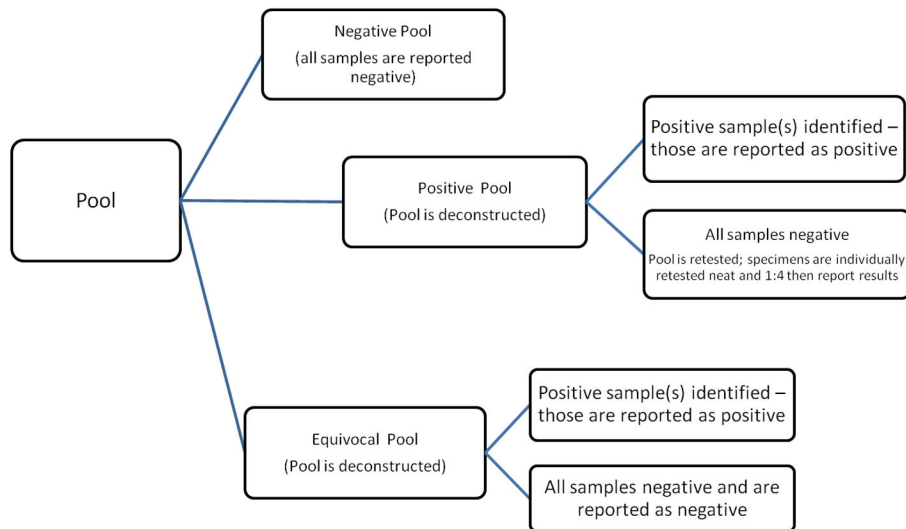 Pool
Negative Pool
(all samples are reported
negative)
Positive Pool
(Pool is deconstructed)
Positive sample(s) identified –
those are reported as positive
All samples negative
Pool is retested; specimens are individually
retested neat and 1:4 then report results
Equivocal Pool
(Pool is deconstructed)
Positive sample(s) identified –
those are reported as positive
All samples negative and are
reported as negative